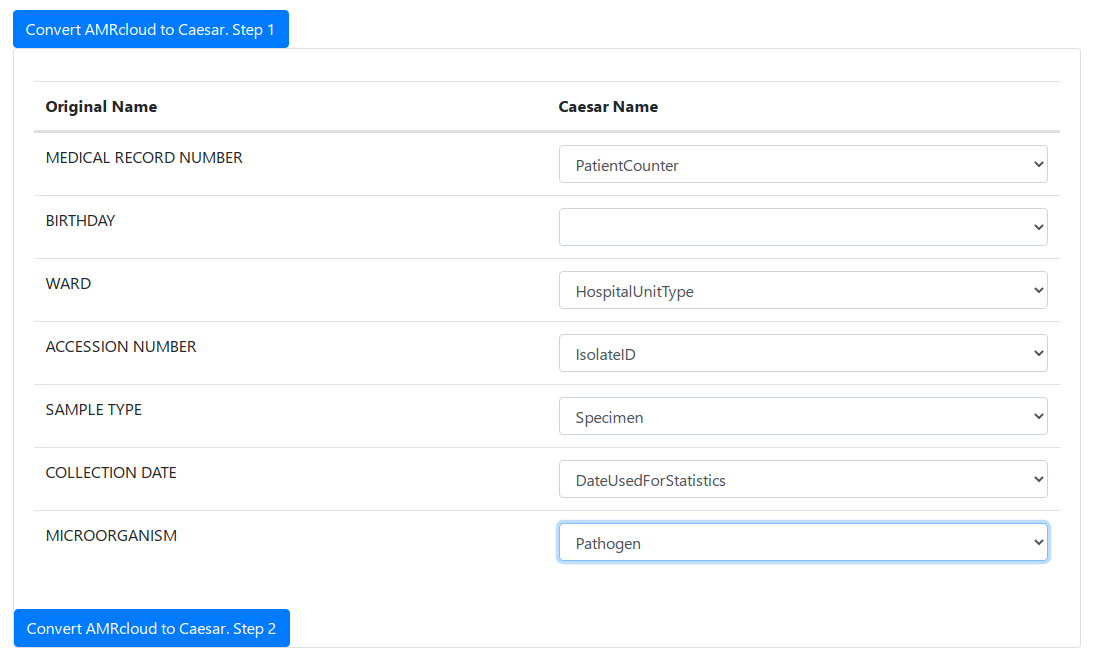 Convert AMRcloud to Caesar. Step 1
Original Name Caesar Name
MEDICAL RECORD NUMBER PatientCounter
BIRTHDAY
WARD HospitalUnitType
ACCESSION NUMBER IsolateID
SAMPLE TYPE Specimen
COLLECTION DATE DateUsedForStatistics
MICROORGANISM Pathogen
Convert AMRcloud to Caesar. Step 2